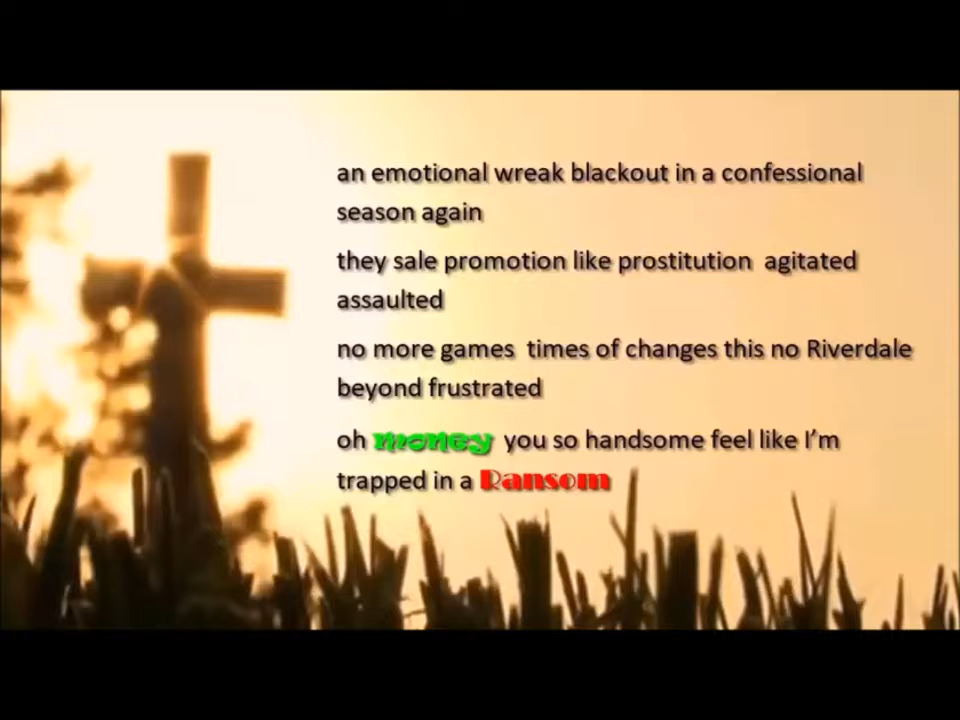 an emotional wreak blackout in a confessional
season again
they sale promotion like prostitution  agitated
assaulted
no more games  times of changes this no Riverdale
beyond frustrated
oh money  you so handsome feel like I'm
trapped in a Ransom